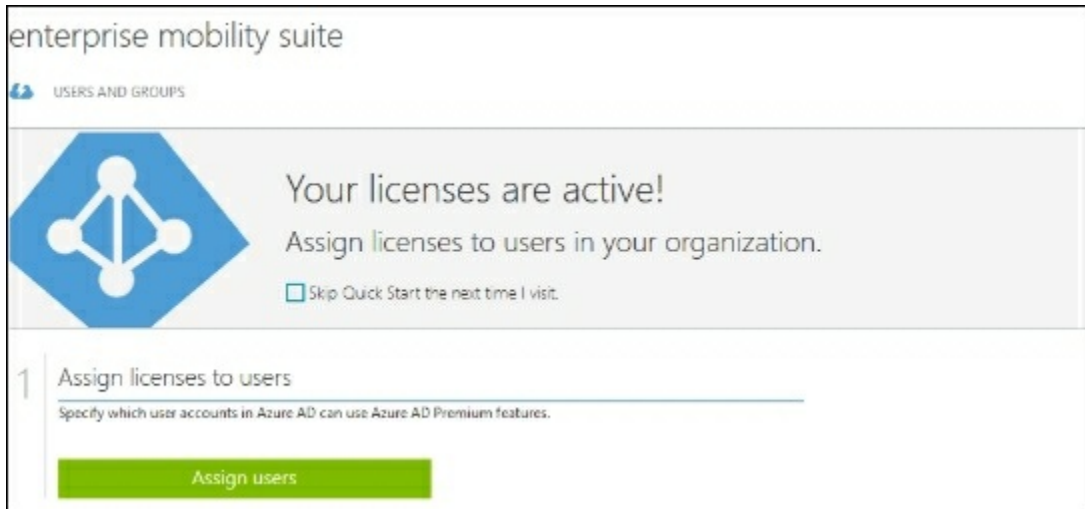 enterprise mobility suite
USERS AND GROUPS
Your licenses are active!
Assign licenses to users in your organization.
Skip Quick Start the next time I visit.
1
Assign licenses to users
Specify which user accounts in Azure AD can use Azure AD Premium features.
Assign users